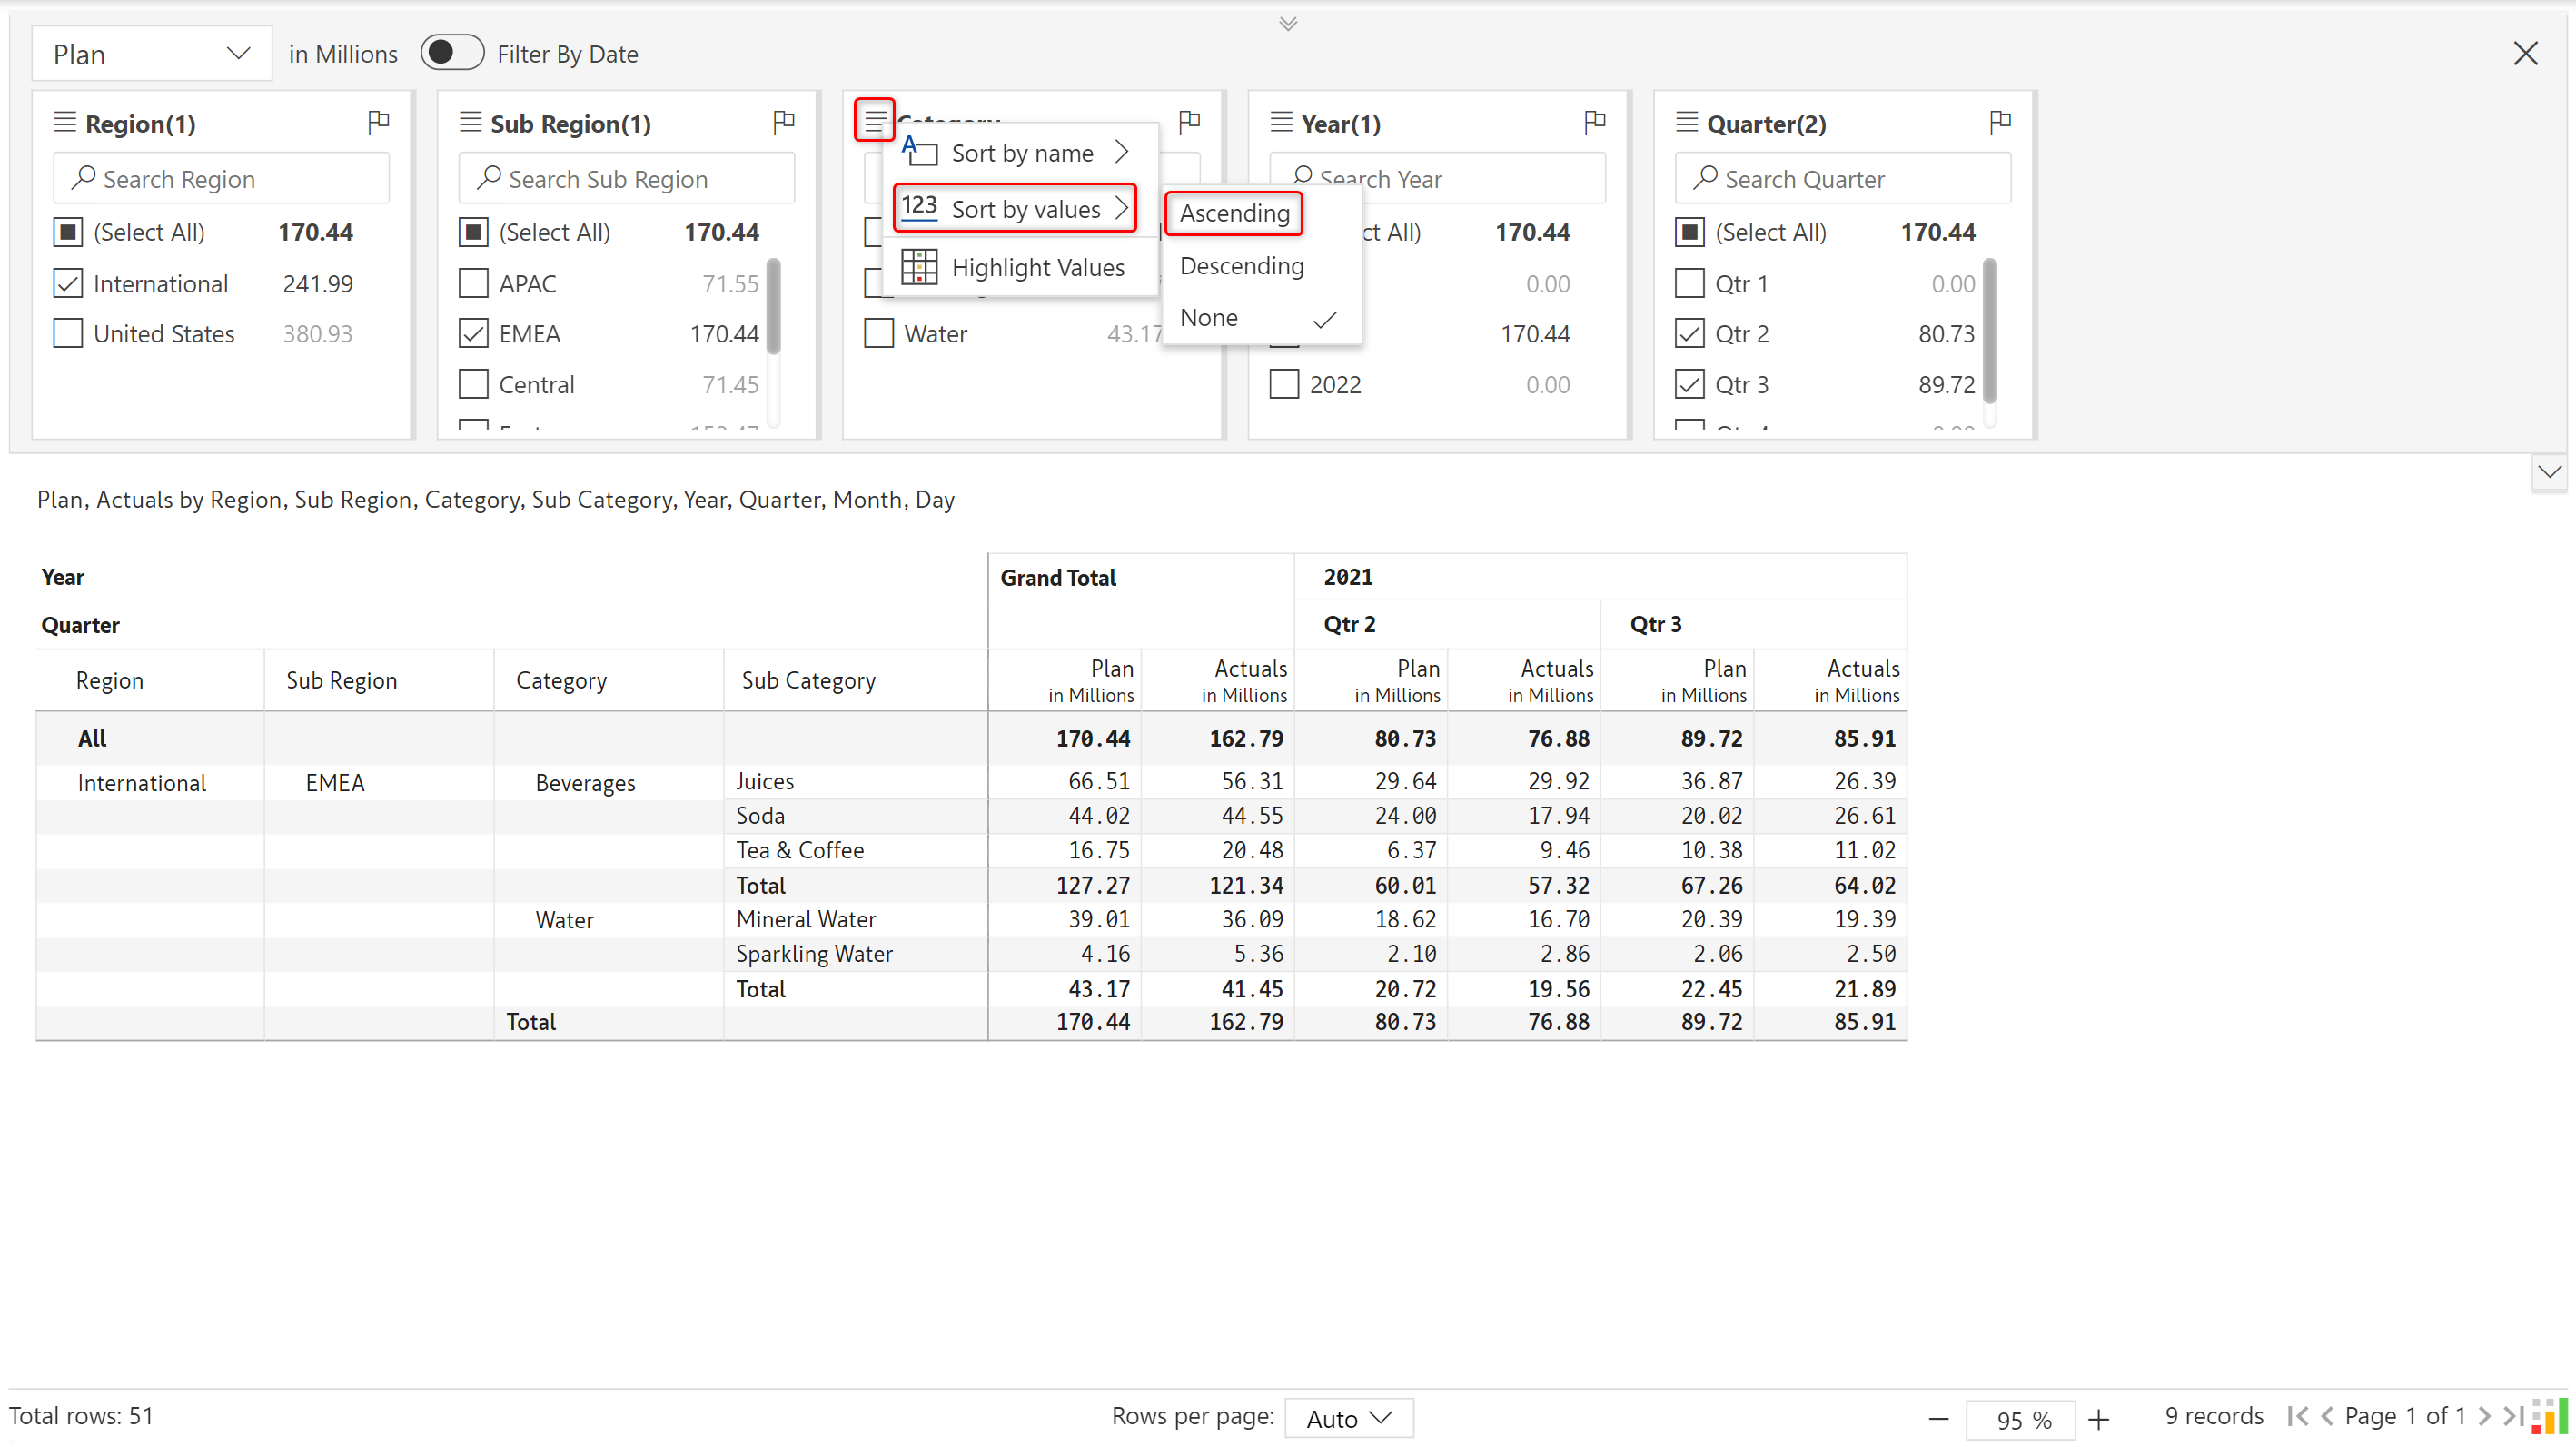 Plan in Millions Filter By Date
Region(1) Sub Region(1) Year(1) Quarter(2)
Search Region Search Sub Region Sort by name Search Year Search Quarter
123 Sort by values Ascending
(Select All) 170.44 (Select All) 170.44 170.44 (Select All) 170.44
Highlight Values Descending
International 241.99 APAC 71.55 0.00 Qtr 1 0.00
None
United States 380.93 EMEA 170.44 Water 43.17 170.44 Qtr 2 80.73
Central 71.45 2022 0.00 Qtr 3 89.72
Plan, Actuals by Region, Sub Region, Category, Sub Category, Year, Quarter, Month, Day
Year Grand Total 2021
Quarter Qtr 2 Qtr 3
Region Sub Region Category Sub Category Plan Actuals Plan Actuals Plan Actuals
in Millions in Millions in Millions in Millions in Millions in Millions
All 170.44 162.79 80.73 76.88 89.72 85.91
International EMEA Beverages Juices 66.51 56.31 29.64 29.92 36.87 26.39
Soda 44.02 44.55 24.00 17.94 20.02 26.61
Tea & Coffee 16.75 20.48 6.37 9.46 10.38 11.02
Total 127.27 121.34 60.01 57.32 67.26 64.02
Water Mineral Water 39.01 36.09 18.62 16.70 20.39 19.39
Sparkling Water 4.16 5.36 2.10 2.86 2.06 2.50
Total 43.17 41.45 20.72 19.56 22.45 21.89
Total 170.44 162.79 80.73 76.88 89.72 85.91
Total rows: 51 Rows per page: Auto 95 % 9 records Page 1 of 1